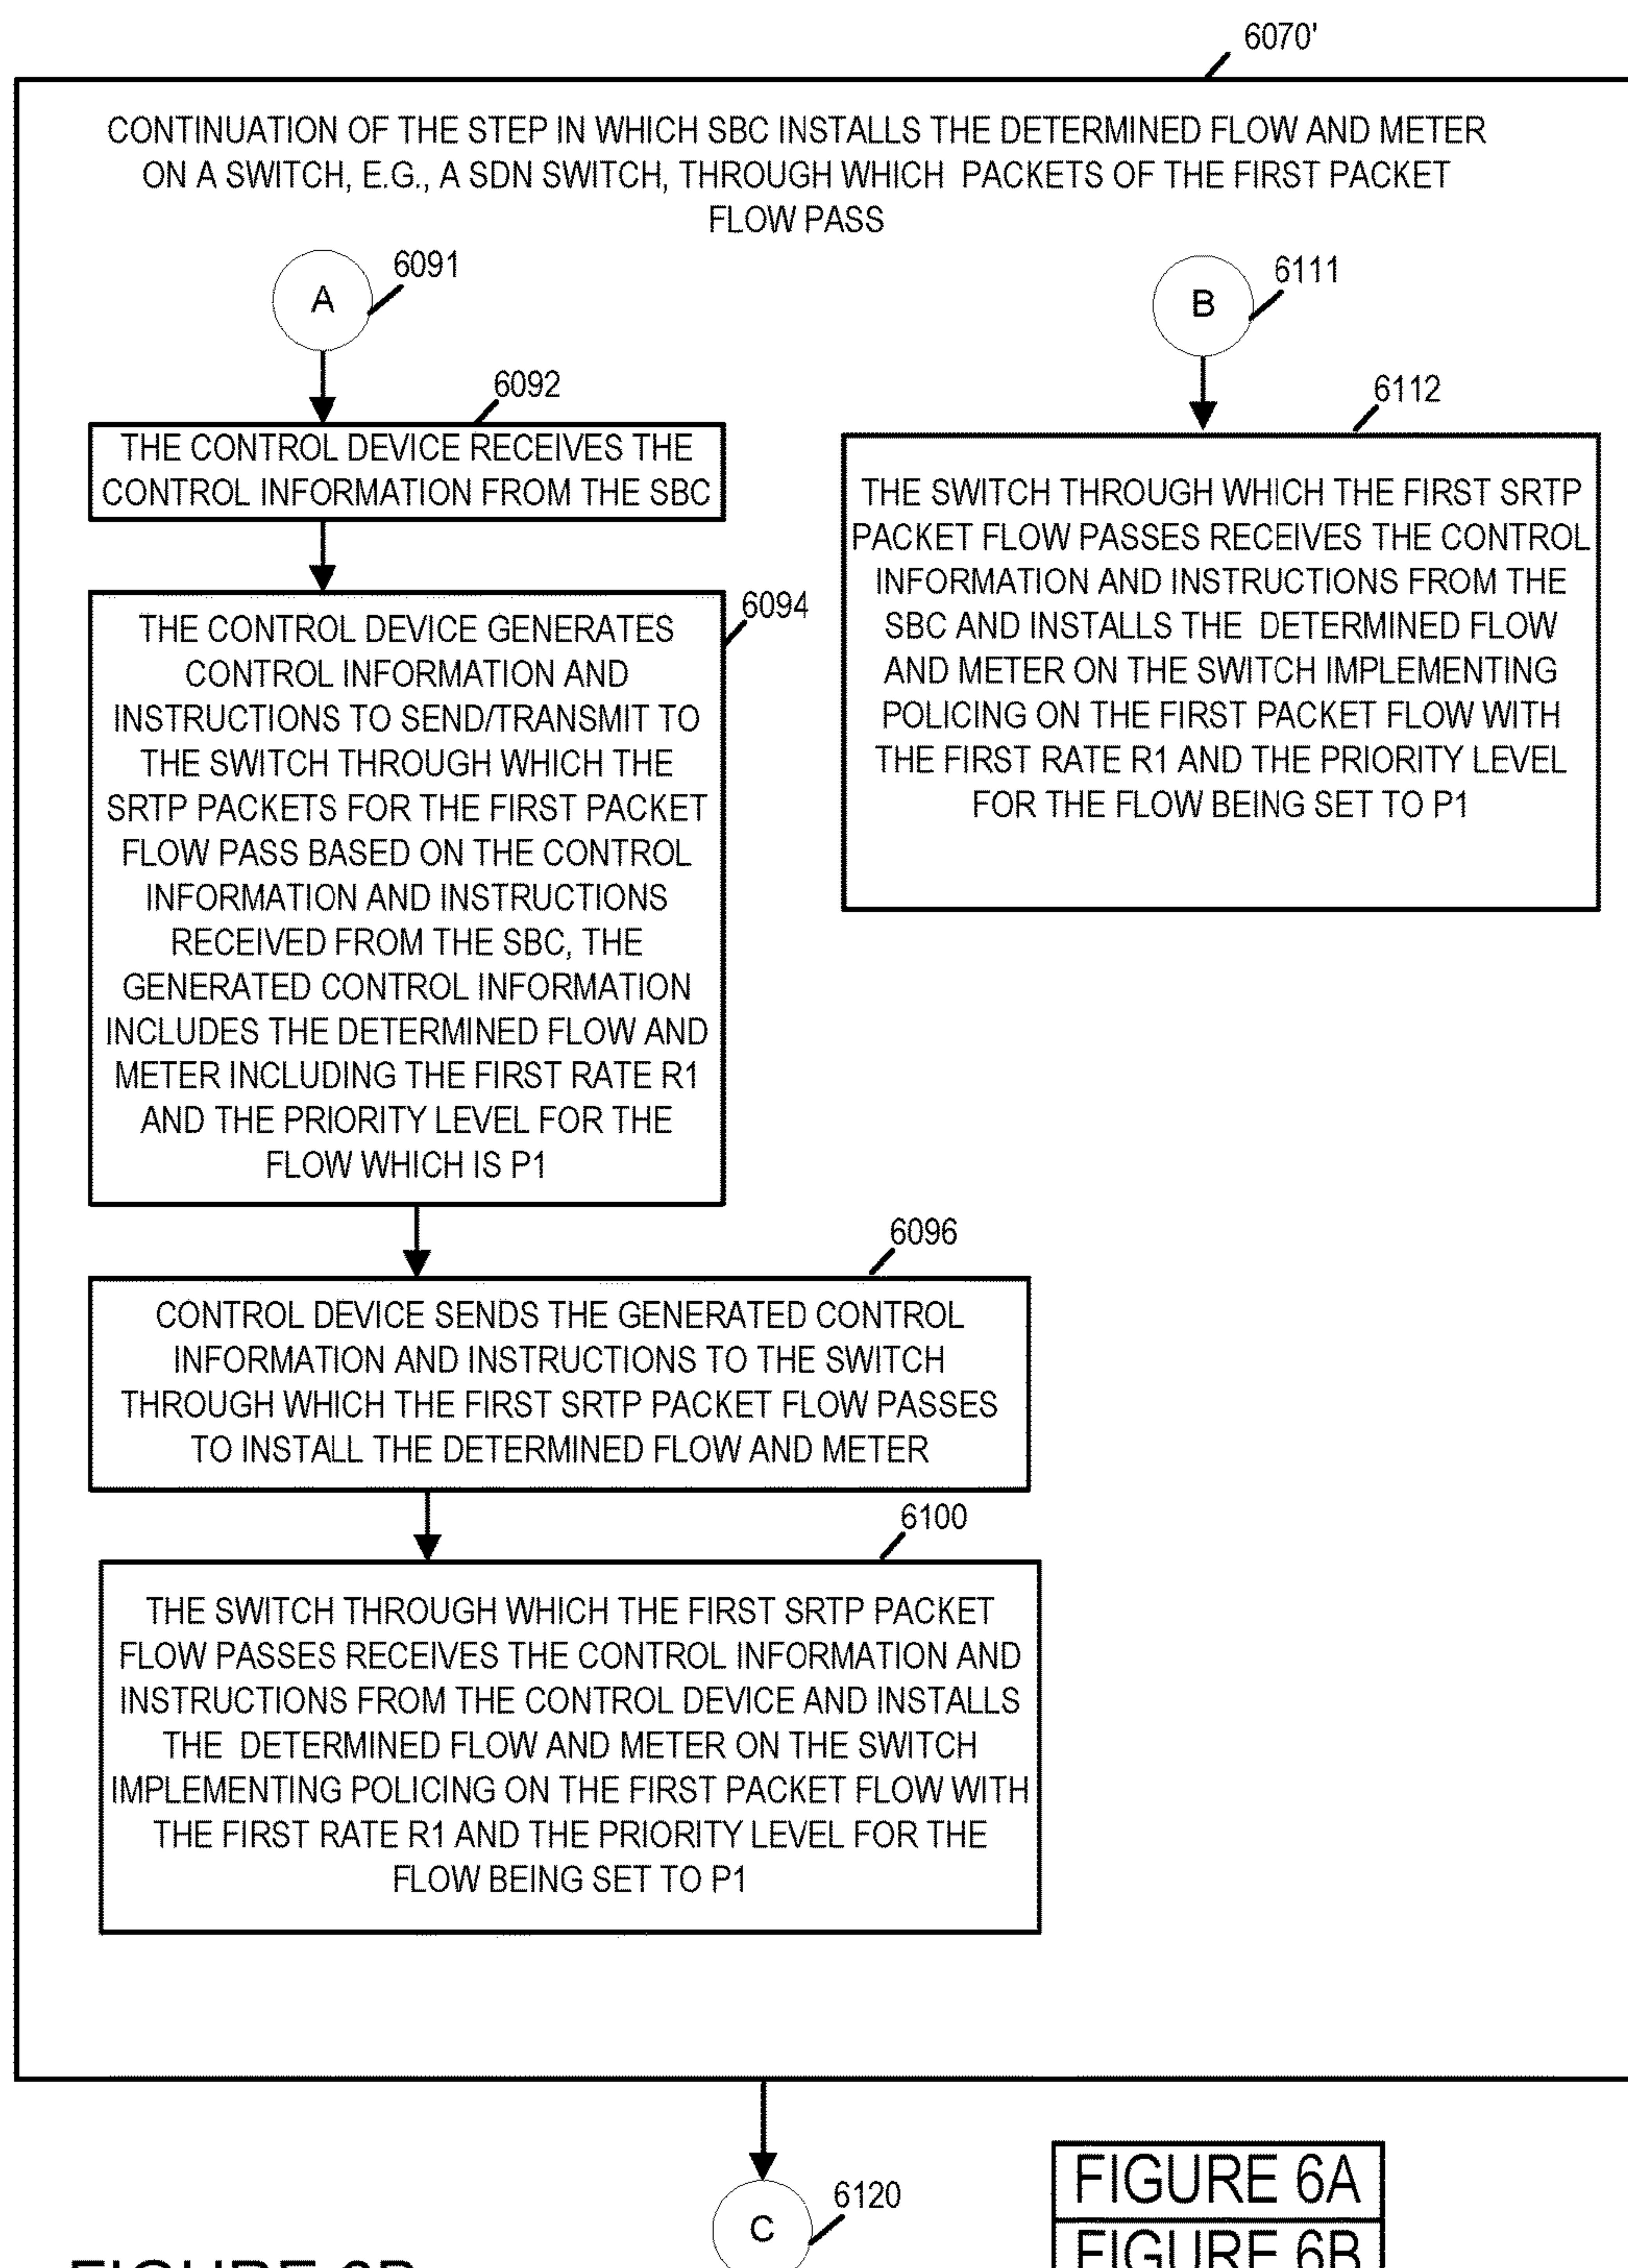 6070'
CONTINUATION OF THE STEP IN WHICH SBC INSTALLS THE DETERMINED FLOW AND METER
ON A SWITCH, E.G., A SDN SWITCH, THROUGH WHICH PACKETS OF THE FIRST PACKET
FLOW PASS
A
6091
6092
THE CONTROL DEVICE RECEIVES THE
CONTROL INFORMATION FROM THE SBC
6094
THE CONTROL DEVICE GENERATES
CONTROL INFORMATION AND
INSTRUCTIONS TO SEND/TRANSMIT TO
THE SWITCH THROUGH WHICH THE
SRTP PACKETS FOR THE FIRST PACKET
FLOW PASS BASED ON THE CONTROL
INFORMATION AND INSTRUCTIONS
RECEIVED FROM THE SBC, THE
GENERATED CONTROL INFORMATION
INCLUDES THE DETERMINED FLOW AND
METER INCLUDING THE FIRST RATE R1
AND THE PRIORITY LEVEL FOR THE
FLOW WHICH IS P1
6096
CONTROL DEVICE SENDS THE GENERATED CONTROL
INFORMATION AND INSTRUCTIONS TO THE SWITCH
THROUGH WHICH THE FIRST SRTP PACKET FLOW PASSES
TO INSTALL THE DETERMINED FLOW AND METER
6100
THE SWITCH THROUGH WHICH THE FIRST SRTP PACKET
FLOW PASSES RECEIVES THE CONTROL INFORMATION AND
INSTRUCTIONS FROM THE CONTROL DEVICE AND INSTALLS
THE DETERMINED FLOW AND METER ON THE SWITCH
IMPLEMENTING POLICING ON THE FIRST PACKET FLOW WITH
THE FIRST RATE R1 AND THE PRIORITY LEVEL FOR THE
FLOW BEING SET TO P1
B
6111
6112
THE SWITCH THROUGH WHICH THE FIRST SRTP
PACKET FLOW PASSES RECEIVES THE CONTROL
INFORMATION AND INSTRUCTIONS FROM THE
SBC AND INSTALLS THE DETERMINED FLOW
AND METER ON THE SWITCH IMPLEMENTING
POLICING ON THE FIRST PACKET FLOW WITH
THE FIRST RATE R1 AND THE PRIORITY LEVEL
FOR THE FLOW BEING SET TO P1
C
6120
FIGURE 6A
FIGURE 6B